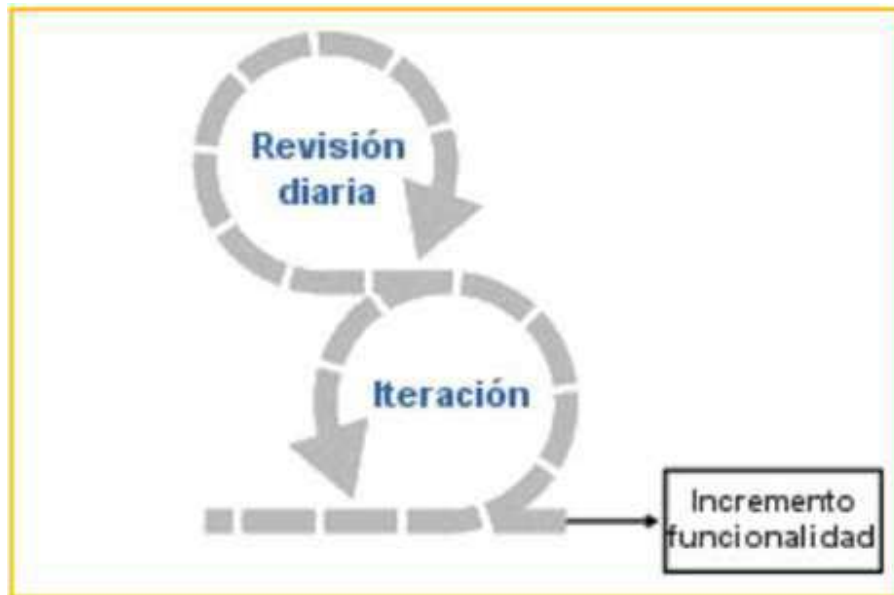 Revisión
diaria
Iteración
Incremento
funcionalidad